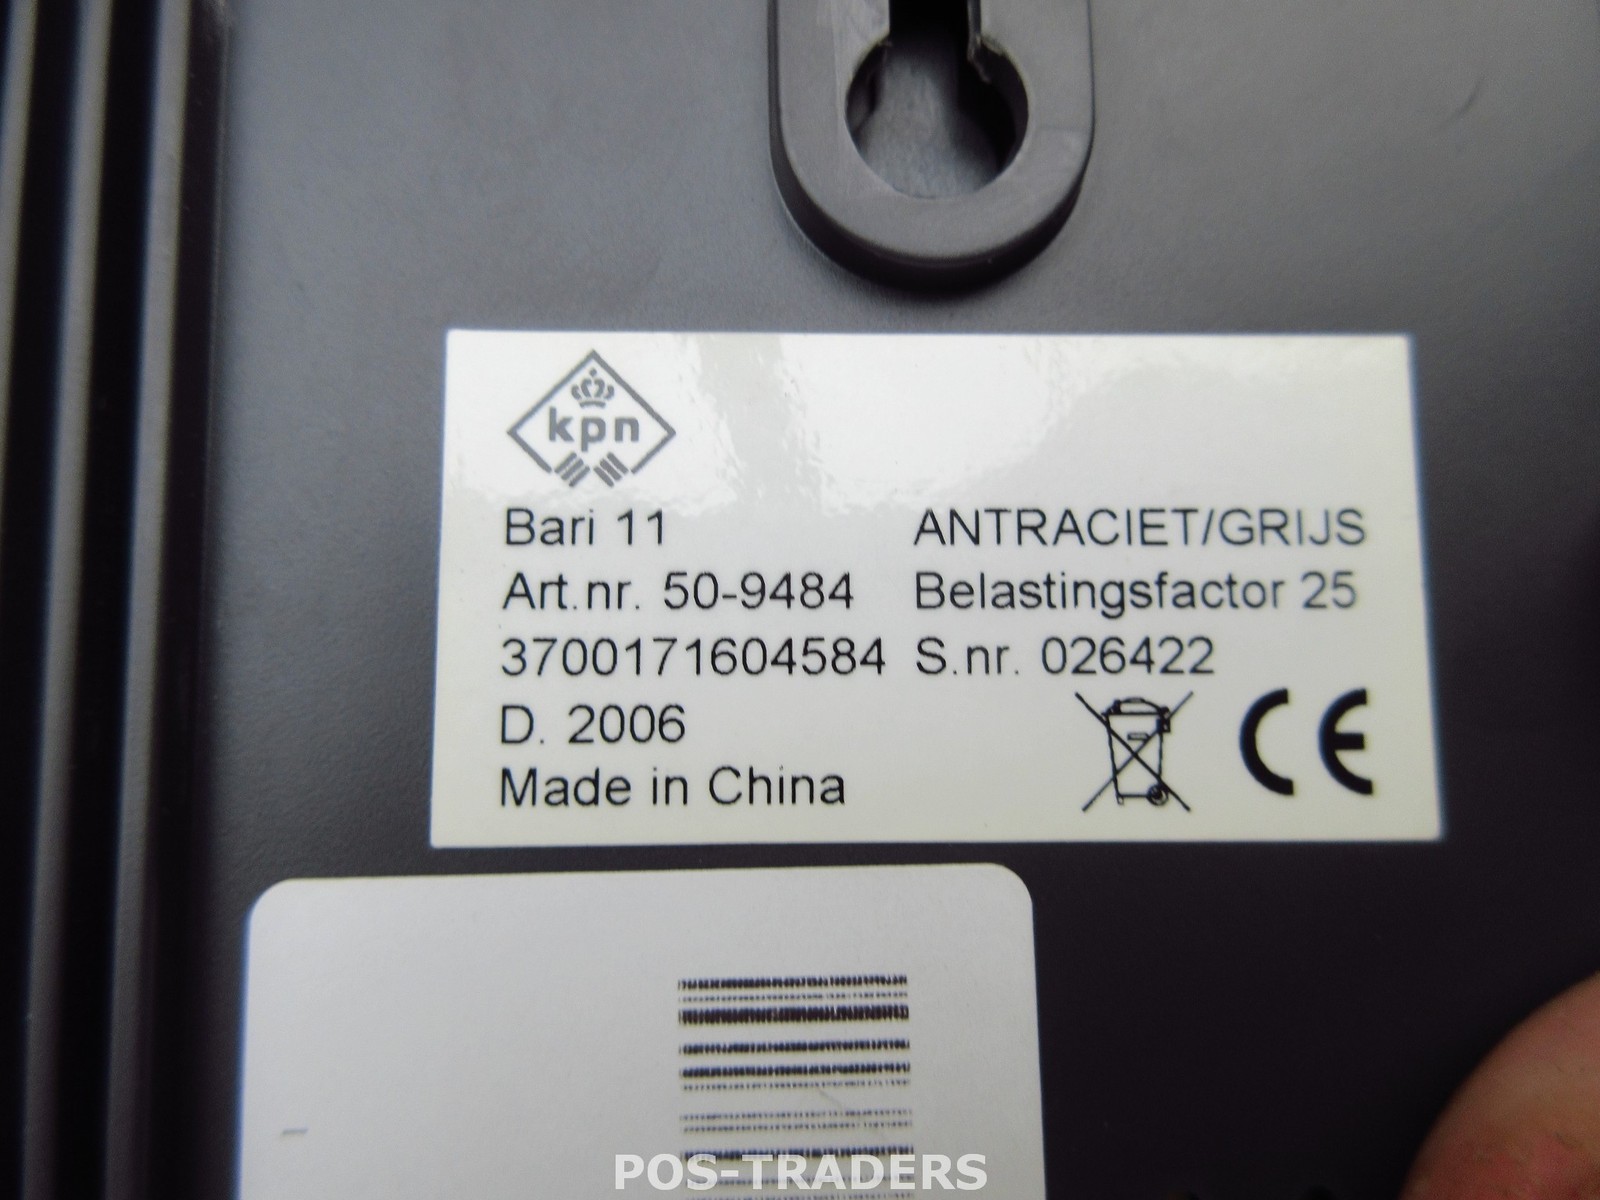 kpn
Bari 11 ANTRACIET/GRIJS
Art.nr. 50-9484 Belastingsfactor 25
3700171604584 S.nr. 026422
D. 2006
Made in China
CE
POS-TRADERS